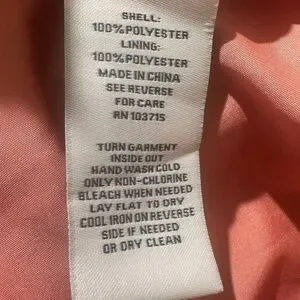 SHELL:
100%POLYESTER
LINING:
100%POLYESTER
MADE IN CHINA
SEE REVERSE
FOR CARE
RN 103715
TURN GARMENT
INSIDE OUT
HAND WASH COLD
ONLY NON-CHLORINE
BLEACH WHEN NEEDED
LAY FLAT TO DRY
COOL IRON ON REVERSE
SIDE IF NEEDED
OR DRY CLEAN